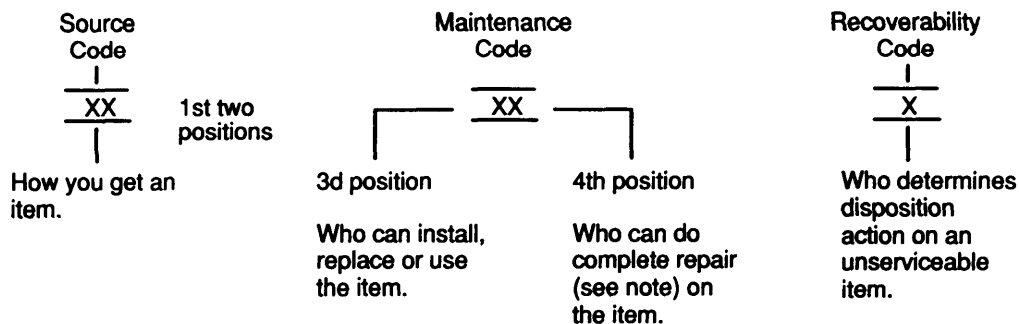 Source
Code
XX
1st two
positions
How you get an
item.
Maintenance
Code
XX
3d position
Who can install,
replace or use
the item.
4th position
Who can do
complete repair
(see note) on
the item.
Recoverability
Code
X
Who determines
disposition
action on an
unserviceable
item.